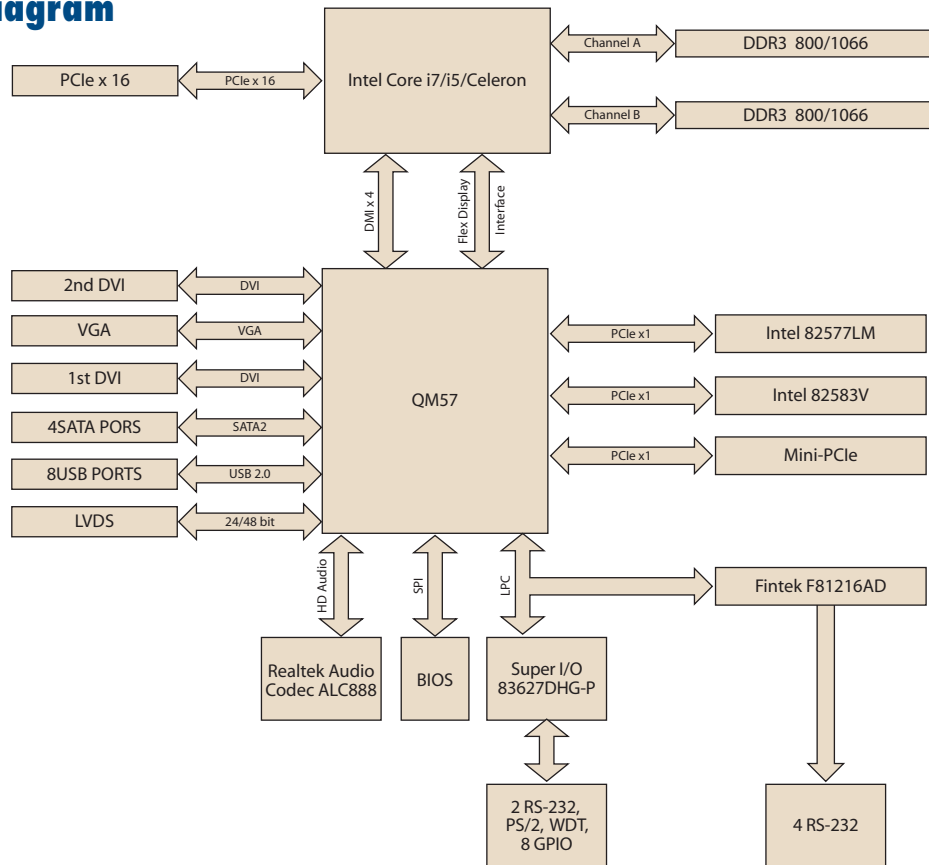 Channel A
DDR3 800/1066
PCIe x 16
PCIe x 16
Intel Core i7/i5/Celeron
Channel B
DDR3 800/1066
DMI x 4
Flex Display
Interface
2nd DVI
DVI
VGA
VGA
1st DVI
DVI
4SATA PORS
SATA2
8USB PORTS
USB 2.0
LVDS
24/48 bit
QM57
PCIe x1
Intel 82577LM
PCIe x1
Intel 82583V
PCIe x1
Mini-PCIe
HD Audio
SPI
LPC
Fintek F81216AD
Realtek Audio
Codec ALC888
BIOS
Super I/O
83627DHG-P
2 RS-232,
PS/2, WDT,
8 GPIO
4 RS-232